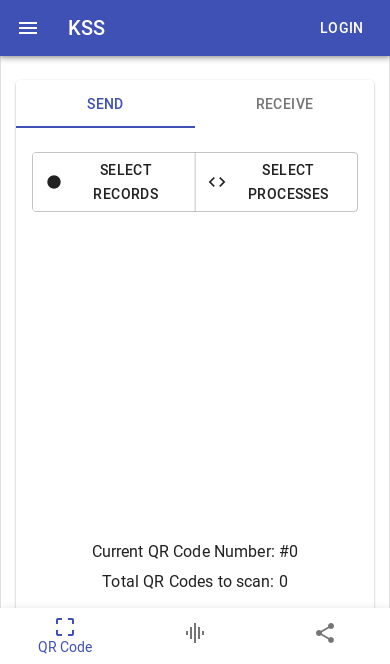 KSS
LOGIN
SEND
RECEIVE
SELECT
RECORDS
SELECT
PROCESSES
Current QR Code Number: #0
Total QR Codes to scan: 0
QR Code